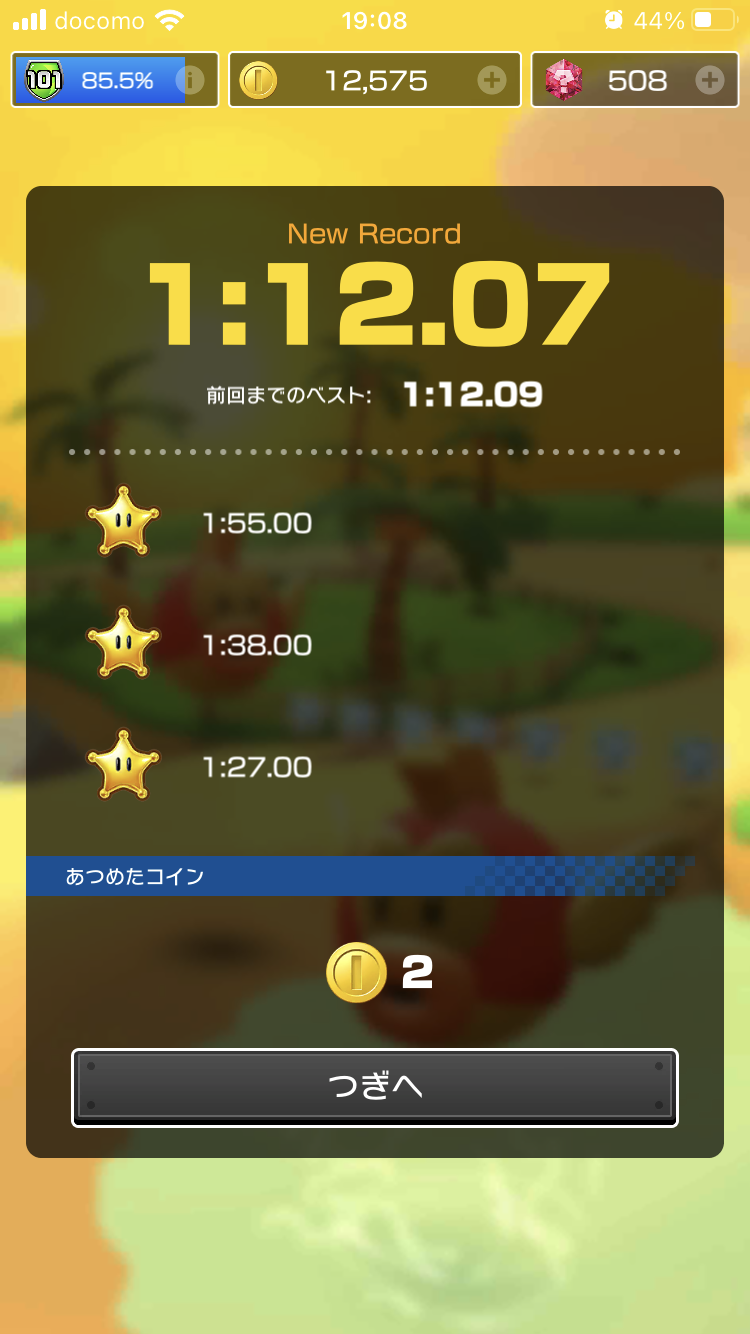 docomo 19:08 44%
101 85.5% i 12,575 + 508 +
New Record
1:12.07
前回までのベスト: 1:12.09
1:55.00
1:38.00
1:27.00
あつめたコイン
2
つぎへ